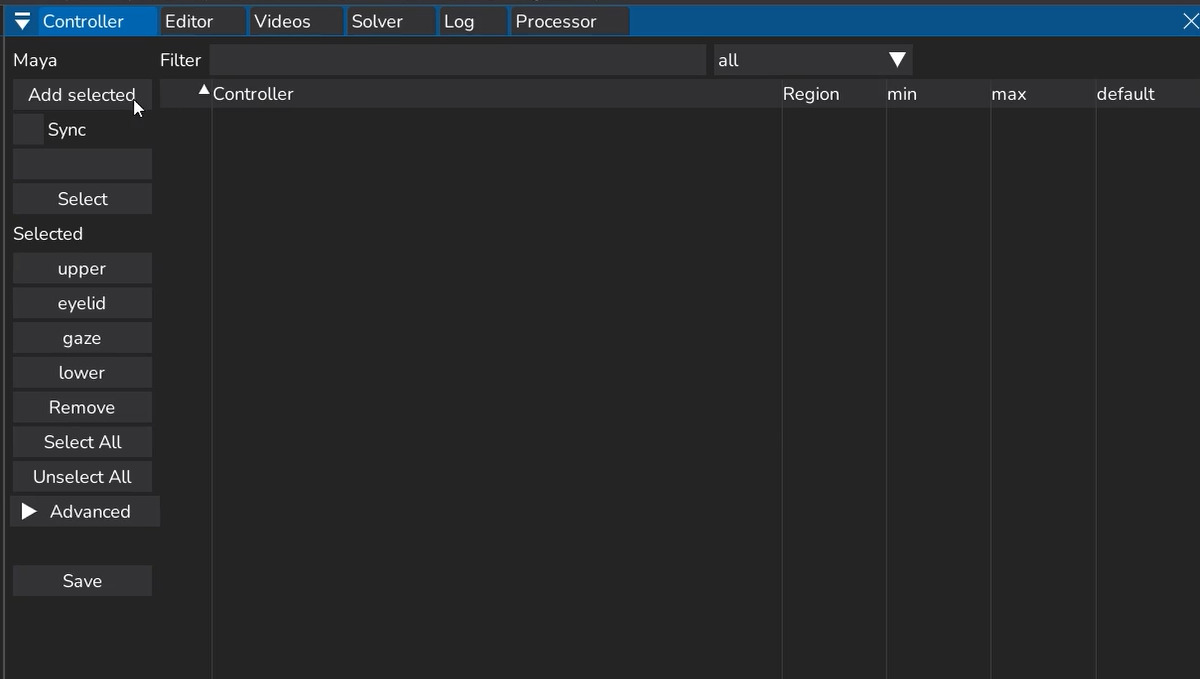 Controller Editor Videos Solver Log Processor
Maya Filter all
Add selected Controller Region min max default
Sync
Select
Selected
upper
eyelid
gaze
lower
Remove
Select All
Unselect All
Advanced
Save